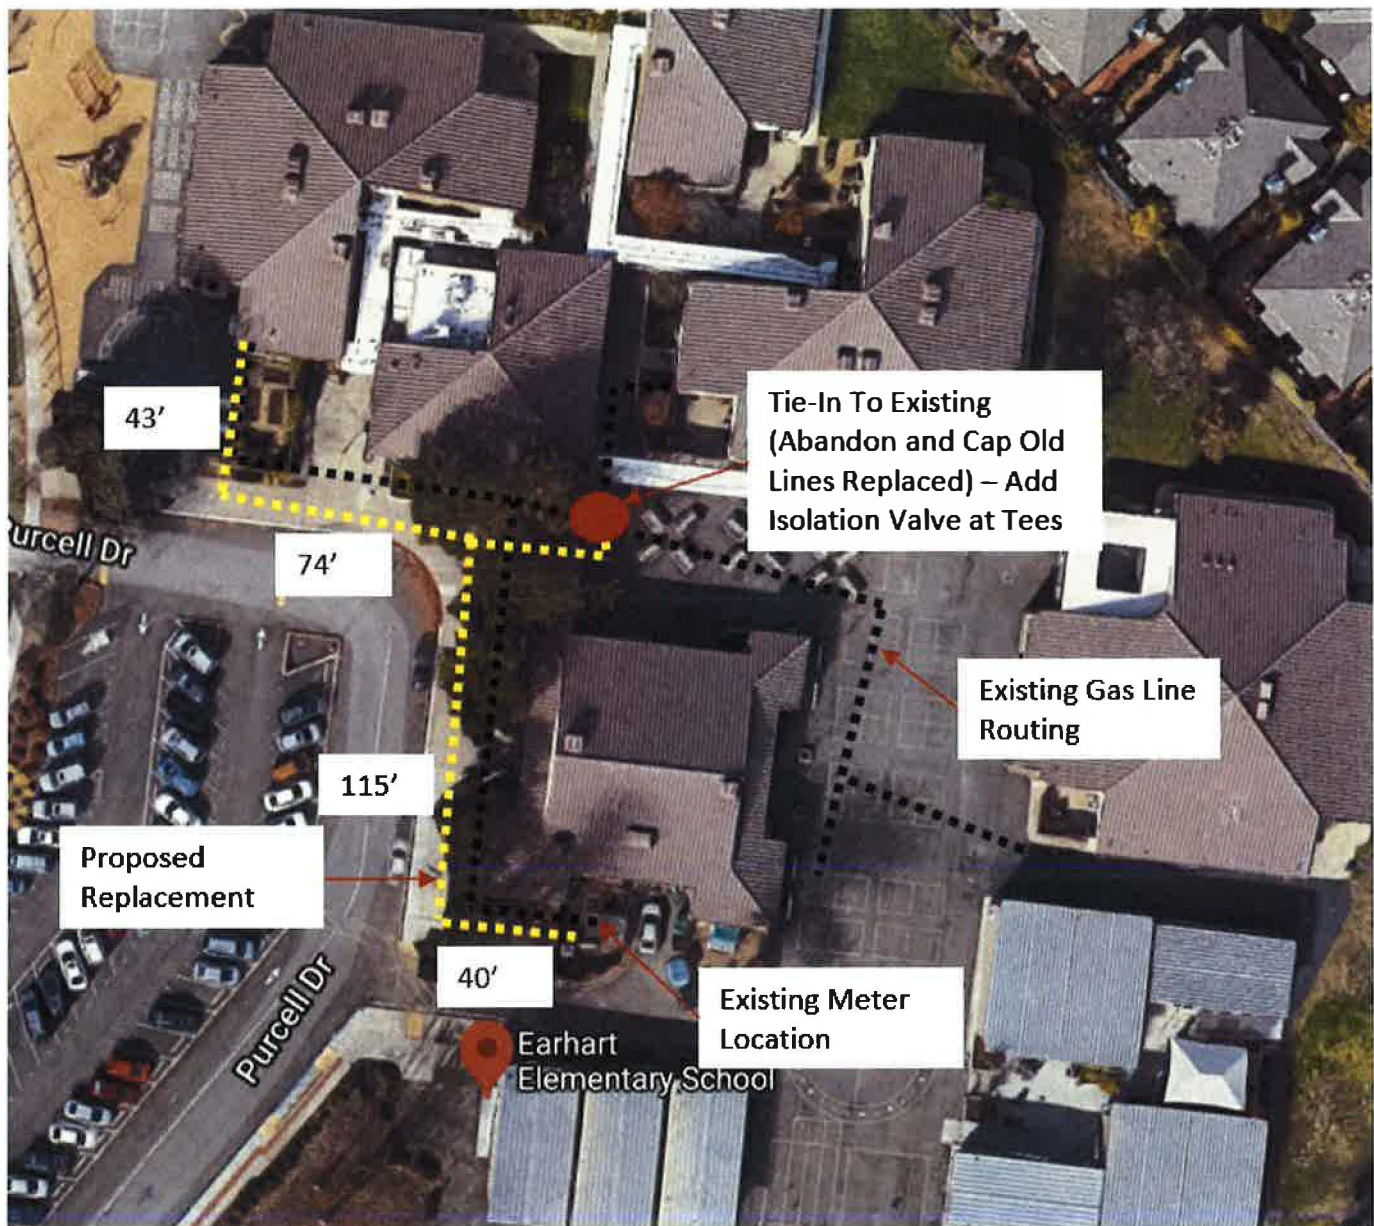 43'
Tie-In To Existing
(Abandon and Cap Old
Lines Replaced) – Add
Isolation Valve at Tees
urcell Dr
74'
Existing Gas Line
Routing
115'
Proposed
Replacement
40'
Purcell Dr
Existing Meter
Location
Earhart
Elementary School